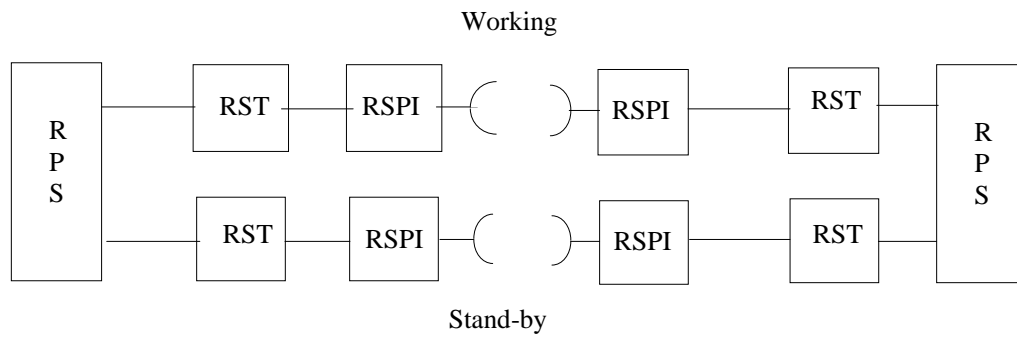 Working
R
P
S
RST
RSPI
RSPI
RST
R
P
S
RST
RSPI
RSPI
RST
Stand-by